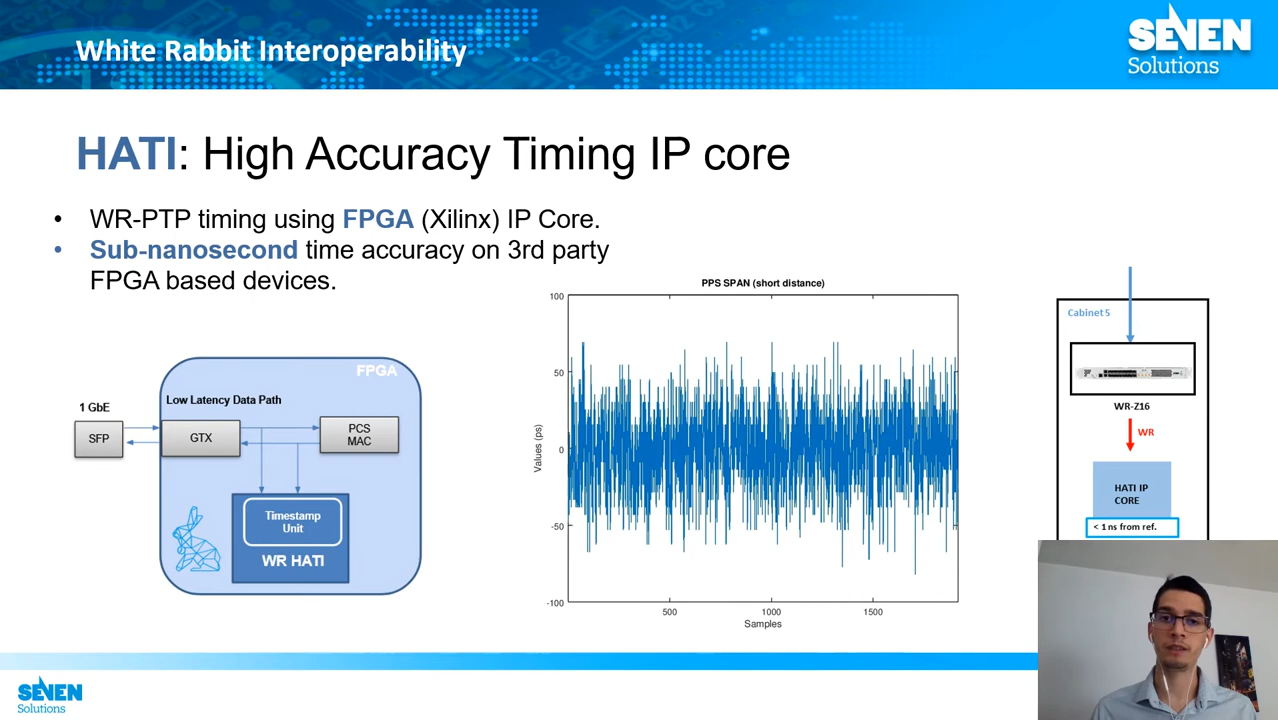 White Rabbit Interoperability
SEVEN
Solutions
HATI: High Accuracy Timing IP core
• WR-PTP timing using FPGA (Xilinx) IP Core.
• Sub-nanosecond time accuracy on 3rd party
FPGA based devices.
FPGA
Low Latency Data Path
1 GbE
SFP
GTX
PCS
MAC
Timestamp
Unit
WR HATI
PPS SPAN (short distance)
100
50
0
-50
-100
Values (ps)
500
1000
1500
Samples
Cabinet 5
WR-Z16
WR
HATI IP
CORE
< 1 ns from ref.
SEVEN
Solutions